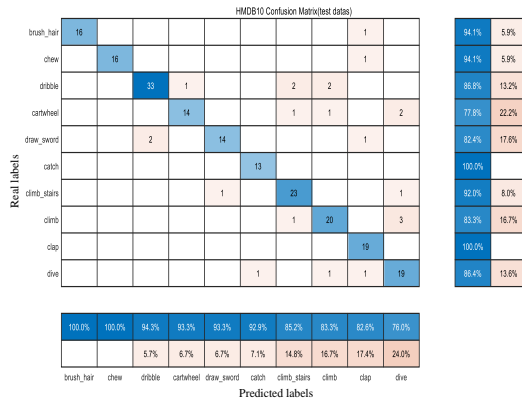 HMDB10 Confusion Matrix(test datas)
brush_hair 16 1 94.1% 5.9%
chew 16 1 94.1% 5.9%
dribble 33 1 2 2 86.8% 13.2%
cartwheel 14 1 1 2 77.8% 22.2%
draw_sword 2 14 1 82.4% 17.6%
catch 13 100.0%
climb_stairs 1 23 1 92.0% 8.0%
climb 1 20 3 83.3% 16.7%
clap 19 100.0%
dive 1 1 1 19 86.4% 13.6%
Real labels
100.0% 100.0% 94.3% 93.3% 93.3% 92.9% 85.2% 83.3% 82.6% 76.0%
5.7% 6.7% 6.7% 7.1% 14.8% 16.7% 17.4% 24.0%
brush_hair chew dribble cartwheel draw_sword catch climb_stairs climb clap dive
Predicted labels